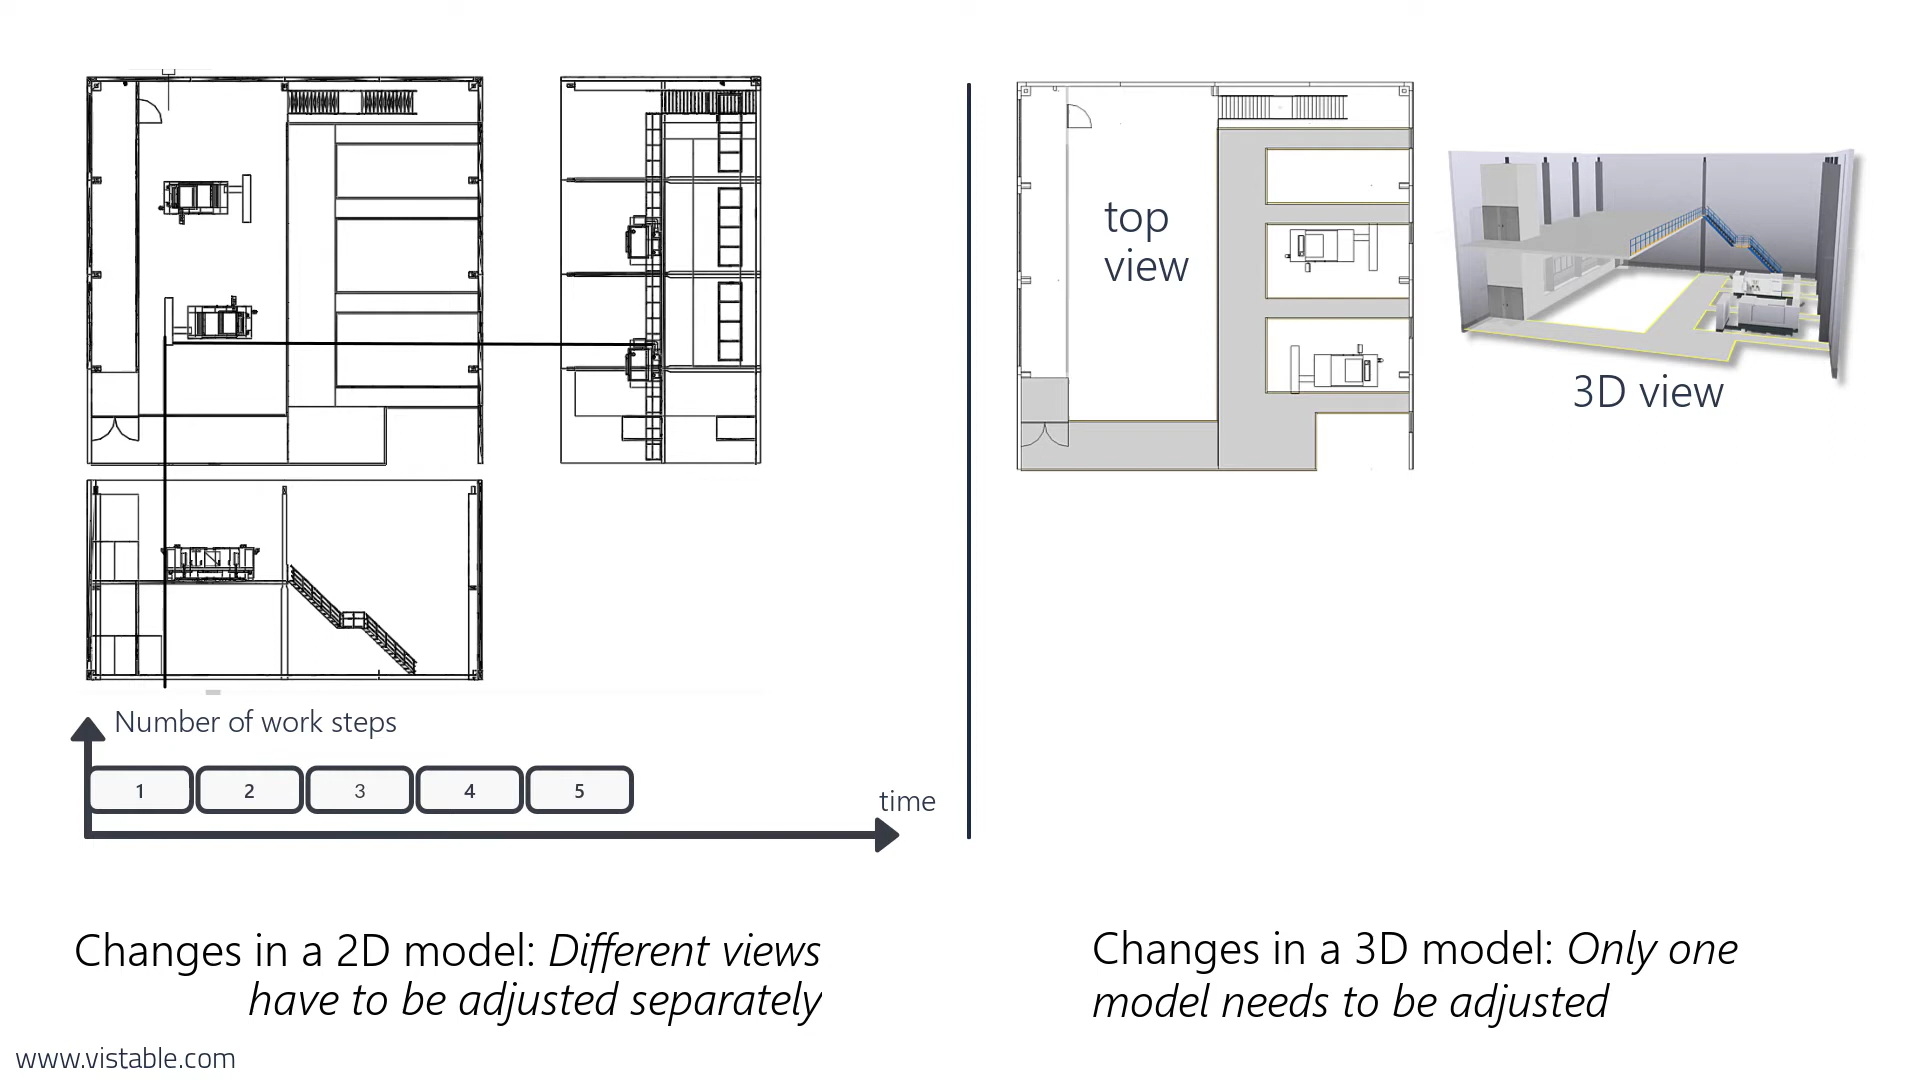 top
view
3D view
Number of work steps
1 2 3 4 5
time
Changes in a 2D model: Different views
have to be adjusted separately
Changes in a 3D model: Only one
model needs to be adjusted
www.vistable.com